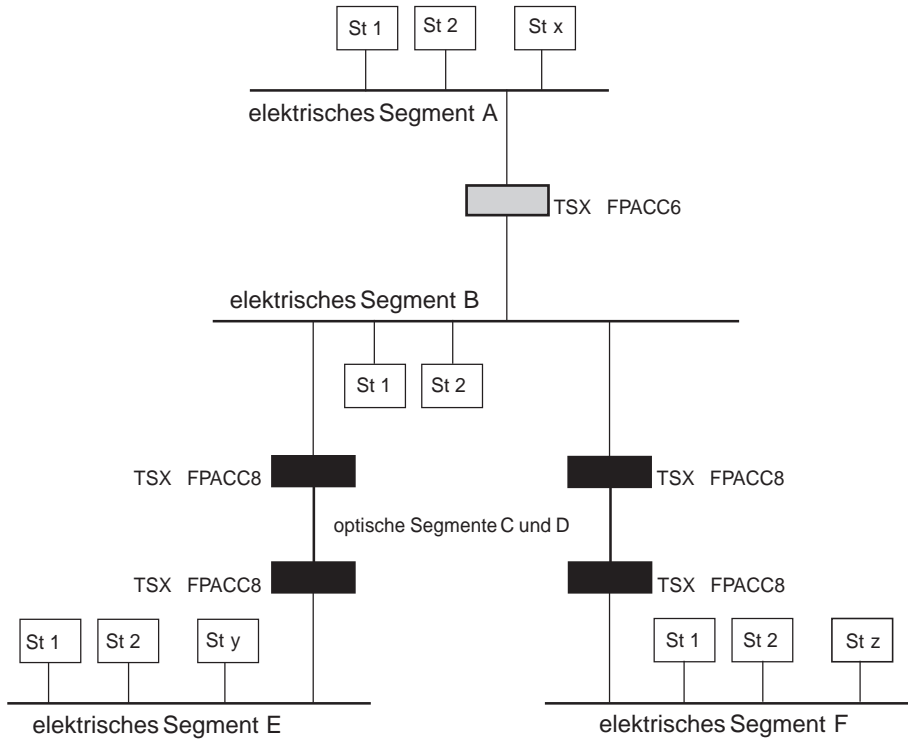 St 1 St 2 St x
elektrisches Segment A
TSX FPACC6
elektrisches Segment B
St 1 St 2
TSX FPACC8 TSX FPACC8
optische Segmente C und D
TSX FPACC8 TSX FPACC8
St 1 St 2 St y St 1 St 2 St z
elektrisches Segment E elektrisches Segment F